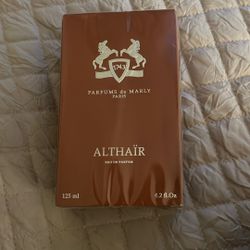 1743
PARFUMS de MARLY
PARIS
ALTHAÏR
EAU DE PARFUM
125 ml 4.2 fl.Oz